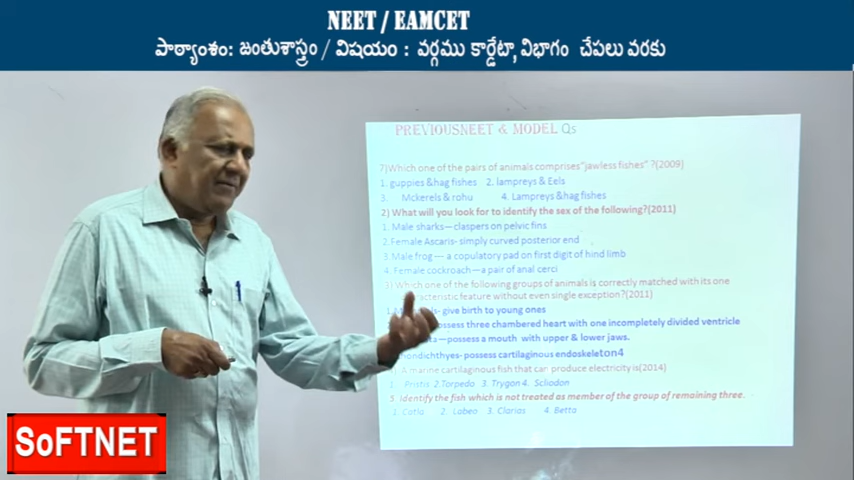 NEET / EAMCET
పాఠ్యాంశం: జంతుశాస్త్రం / విషయం : వర్గము కార్డేటా, విభాగం చేపలు వరకు
PREVIOUSNEET & MODEL Qs
7)Which one of the pairs of animals comprises"jawless fishes" ?(2009)
1. guppies &hag fishes 2. lampreys & Eels
3. Mckerels & rohu 4. Lampreys &hag fishes
2) What will you look for to identify the sex of the following?(2011)
1. Male sharks—claspers on pelvic fins
2.Female Ascaris- simply curved posterior end
3.Male frog — a copulatory pad on first digit of hind limb
4. Female cockroach—a pair of anal cerci
3) Which one of the following groups of animals is correctly matched with its one
characteristic feature without even single exception?(2011)
give birth to young ones
possess three chambered heart with one incompletely divided ventricle
possess a mouth with upper & lower jaws.
possess cartilaginous endoskeleton4
A marine cartilaginous fish that can produce electricity is(2014)
1. Pristis 2.Torpedo 3. Trygon 4. Scliodon
5. Identify the fish which is not treated as member of the group of remaining three.
1. Catla 2. Labeo 3. Clarias 4. Betta
SoFTNET